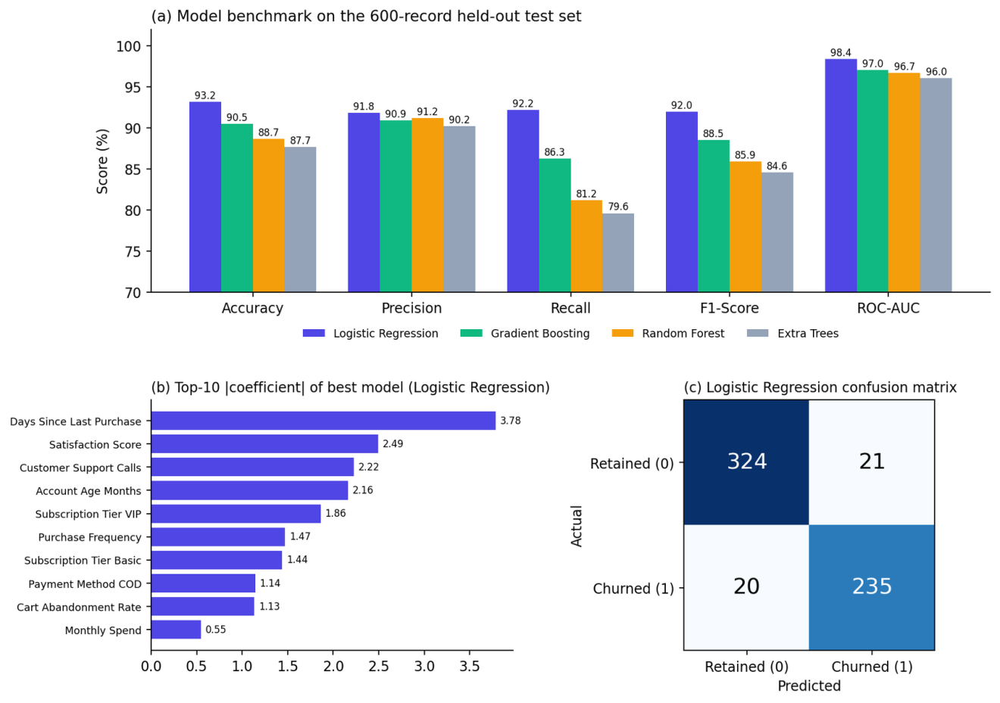 (a) Model benchmark on the 600-record held-out test set
Score (%)
100
95
90
85
80
75
70
93.2
90.5
88.7
87.7
91.8
90.9
91.2
90.2
92.2
86.3
81.2
79.6
92.0
88.5
85.9
84.6
98.4
97.0
96.7
96.0
Accuracy Precision Recall F1-Score ROC-AUC
Logistic Regression Gradient Boosting Random Forest Extra Trees
(b) Top-10 |coefficient| of best model (Logistic Regression)
Days Since Last Purchase 3.78
Satisfaction Score 2.49
Customer Support Calls 2.22
Account Age Months 2.16
Subscription Tier VIP 1.86
Purchase Frequency 1.47
Subscription Tier Basic 1.44
Payment Method COD 1.14
Cart Abandonment Rate 1.13
Monthly Spend 0.55
0.0 0.5 1.0 1.5 2.0 2.5 3.0 3.5
(c) Logistic Regression confusion matrix
Actual
Retained (0) 324 21
Churned (1) 20 235
Retained (0) Churned (1)
Predicted